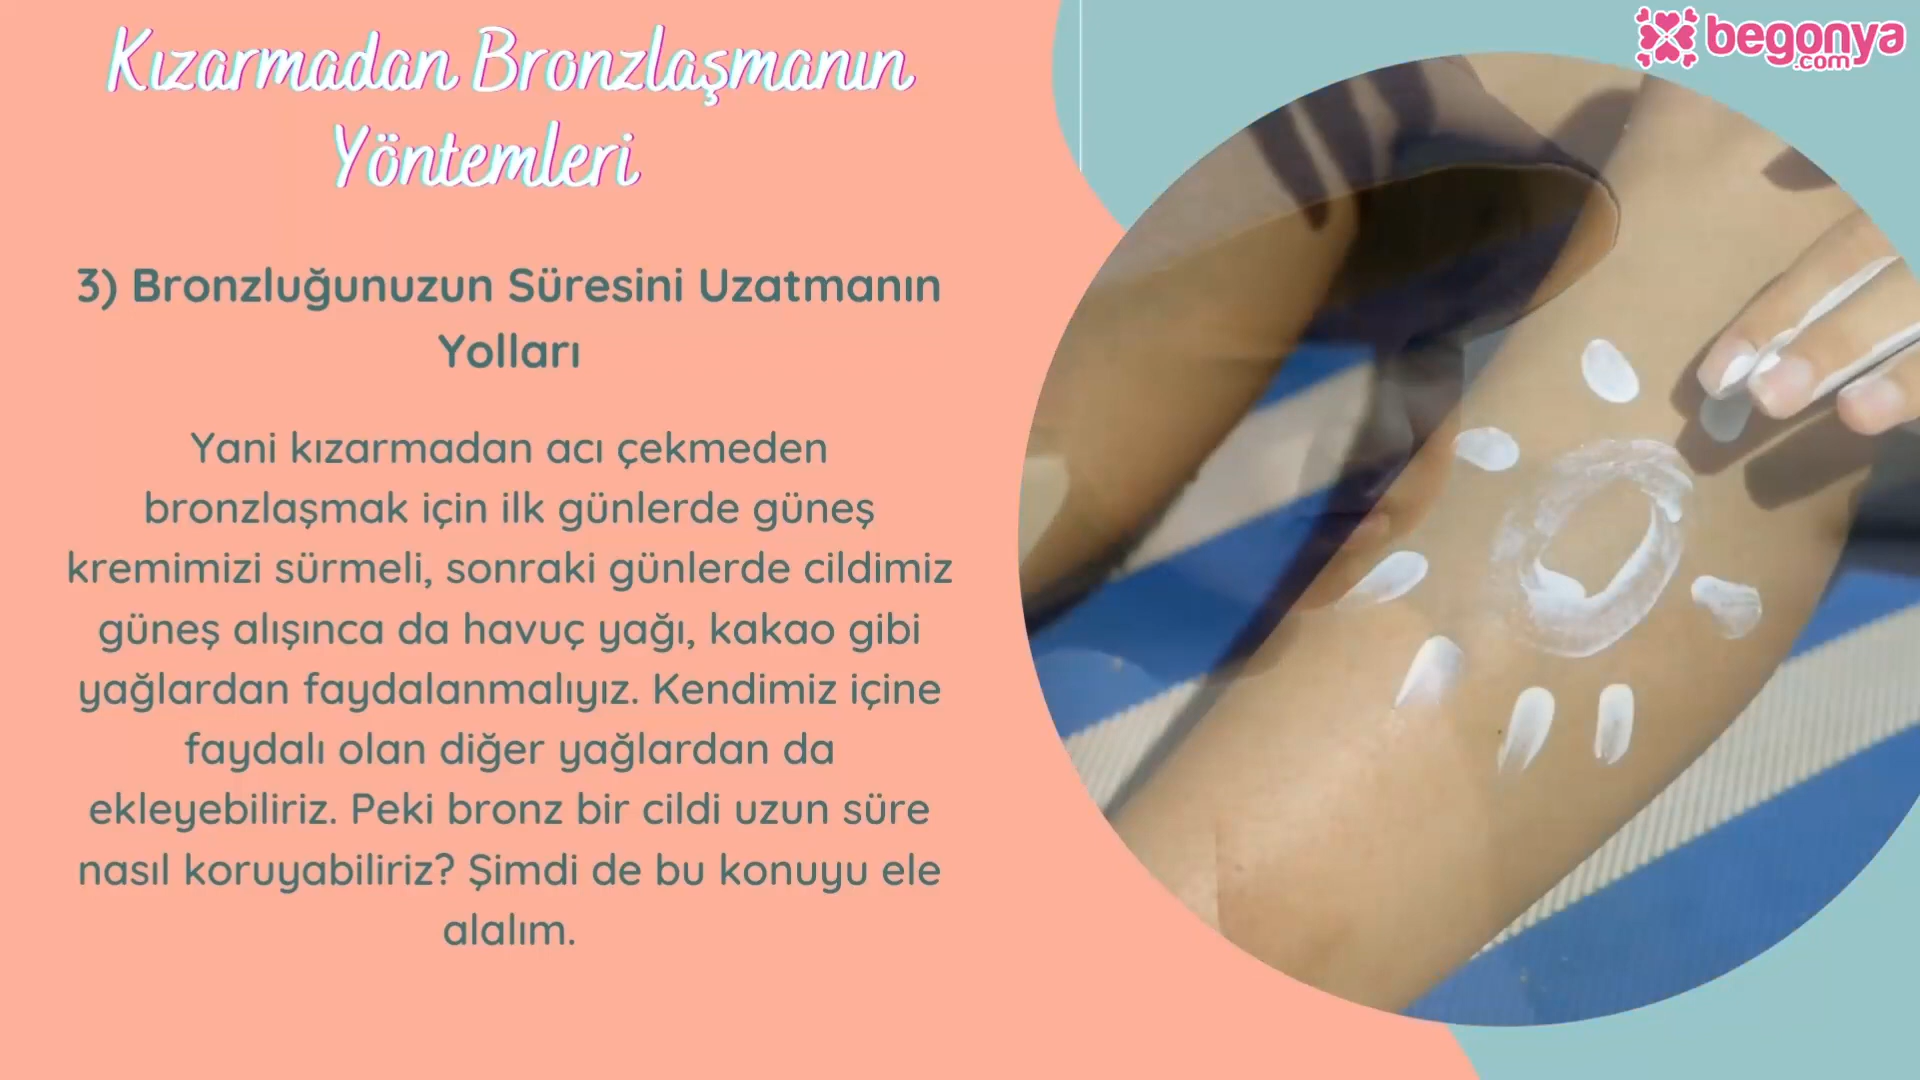 Kızarmadan Bronzlaşmanın
Yöntemleri
begonya
.com
3) Bronzluğunuzun Süresini Uzatmanın
Yolları
Yani kızarmadan acı çekmeden
bronzlaşmak için ilk günlerde güneş
kremimizi sürmeli, sonraki günlerde cildimiz
güneş alışınca da havuç yağı, kakao gibi
yağlardan faydalanmalıyız. Kendimiz içine
faydalı olan diğer yağlardan da
ekleyebiliriz. Peki bronz bir cildi uzun süre
nasıl koruyabiliriz? Şimdi de bu konuyu ele
alalım.